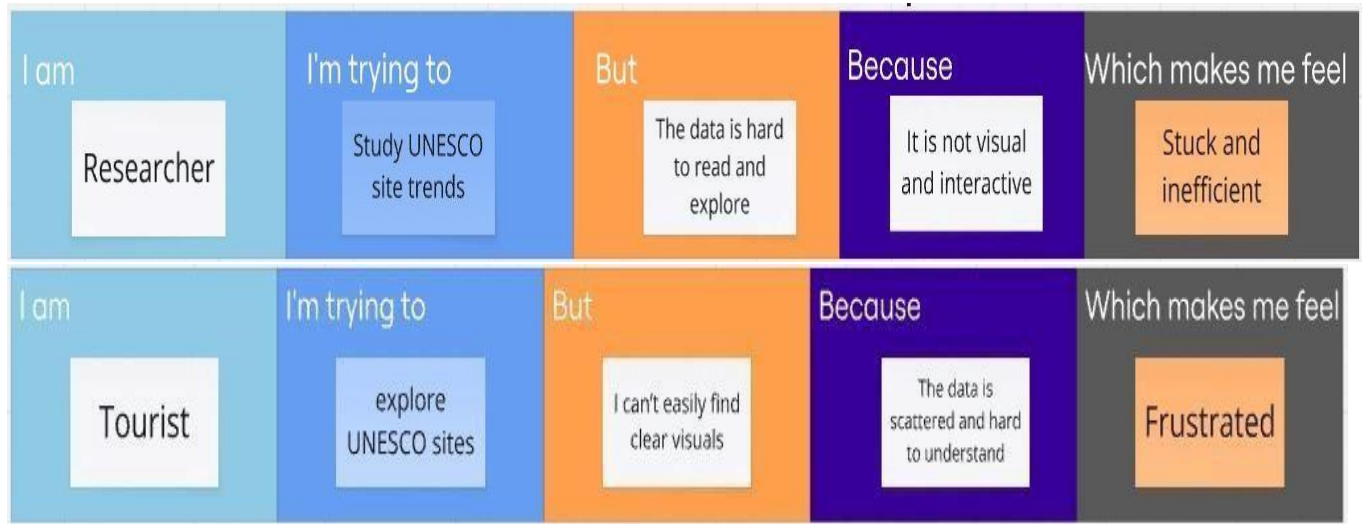 I am
I'm trying to
But
Because
Which makes me feel
Researcher
Study UNESCO
site trends
The data is hard
to read and
explore
It is not visual
and interactive
Stuck and
inefficient
I am
I'm trying to
But
Because
Which makes me feel
Tourist
explore
UNESCO sites
I can't easily find
clear visuals
The data is
scattered and hard
to understand
Frustrated